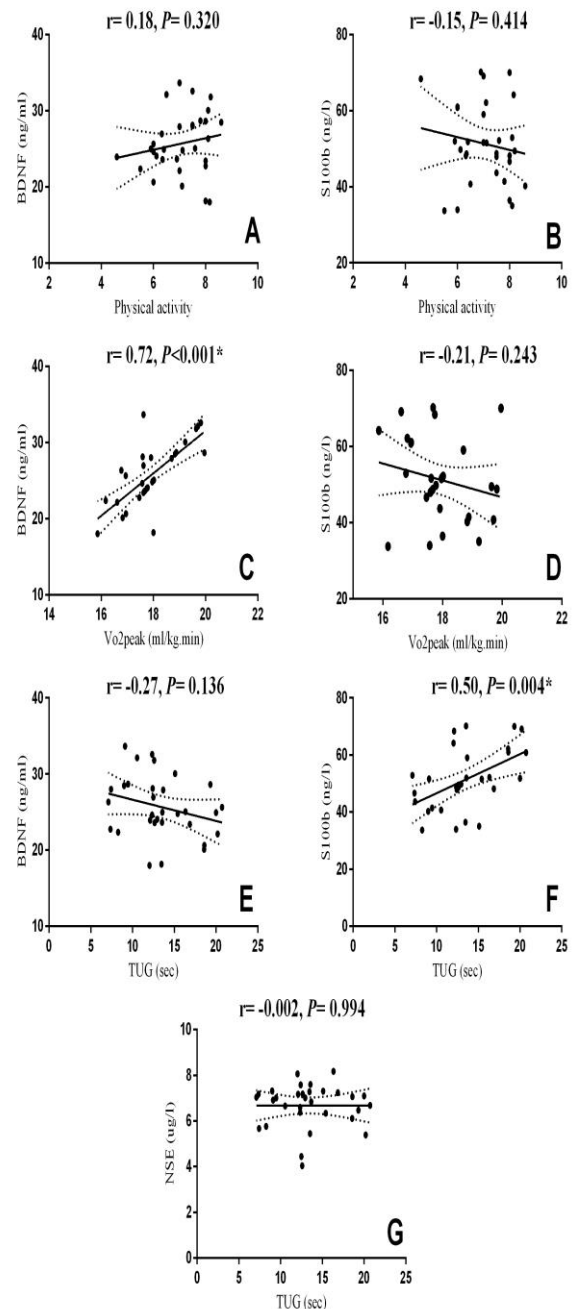 r= 0.18, P= 0.320
BDNF (ng/ml)
40
30
20
10
2
4
6
8
10
Physical activity
A
r= -0.15, P= 0.414
S100b (ng/l)
80
60
40
20
2
4
6
8
10
Physical activity
B
r= 0.72, P<0.001*
BDNF (ng/ml)
40
30
20
10
14
16
18
20
22
Vo2peak (ml/kg.min)
C
r= -0.21, P= 0.243
S100b (ng/l)
80
60
40
20
16
18
20
22
Vo2peak (ml/kg.min)
D
r= -0.27, P= 0.136
BDNF (ng/ml)
40
30
20
10
0
5
10
15
20
25
TUG (sec)
E
r= 0.50, P= 0.004*
S100b (ng/l)
80
60
40
20
0
0
5
10
15
20
25
TUG (sec)
F
r= -0.002, P= 0.994
NSE (ug/l)
10
8
6
4
2
0
0
5
10
15
20
25
TUG (sec)
G